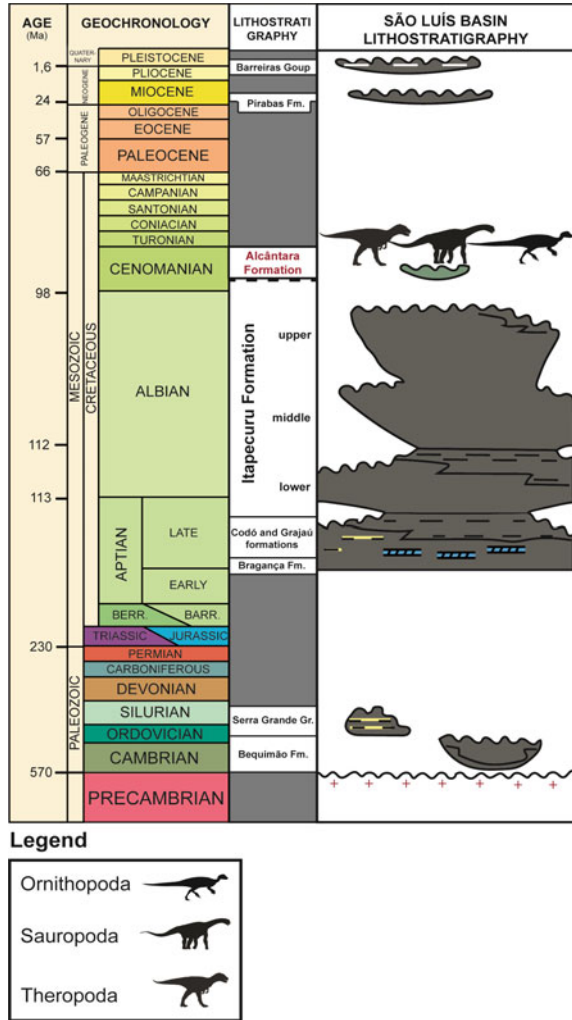 AGE
(Ma)
GEOCHRONOLOGY
LITHOSTRATI
GRAPHY
SÃO LUÍS BASIN
LITHOSTRATIGRAPHY
QUATER-
NARY
PLEISTOCENE
1,6
Barreiras Goup
NEOGENE
PLIOCENE
MIOCENE
24
Pirabas Fm.
PALEOGENE
OLIGOCENE
EOCENE
57
PALEOCENE
66
MESOZOIC
CRETACEOUS
MAASTRICHTIAN
CAMPANIAN
SANTONIAN
CONIACIAN
TURONIAN
CENOMANIAN
Alcântara
Formation
98
ALBIAN
Itapecuru Formation
upper
middle
112
lower
113
APTIAN
LATE
Codó and Grajaú
formations
Bragança Fm.
EARLY
BERR.
BARR.
TRIASSIC
JURASSIC
230
PALEOZOIC
PERMIAN
CARBONIFEROUS
DEVONIAN
SILURIAN
Serra Grande Gr.
ORDOVICIAN
CAMBRIAN
Bequimão Fm.
570
PRECAMBRIAN
Legend
Ornithopoda
Sauropoda
Theropoda